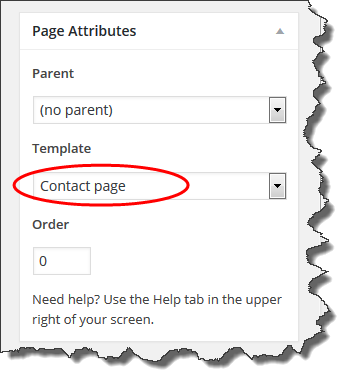 Page Attributes
Parent
(no parent)
Template
Contact page
Order
0
Need help? Use the Help tab in the upper
right of your screen.